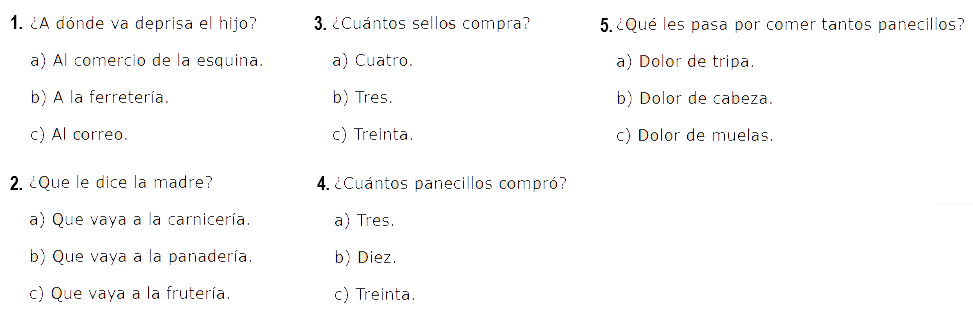 1. ¿A dónde va deprisa el hijo?
a) Al comercio de la esquina.
b) A la ferretería.
c) Al correo.
2. ¿Que le dice la madre?
a) Que vaya a la carnicería.
b) Que vaya a la panadería.
c) Que vaya a la frutería.
3. ¿Cuántos sellos compra?
a) Cuatro.
b) Tres.
c) Treinta.
4. ¿Cuántos panecillos compró?
a) Tres.
b) Diez.
c) Treinta.
5. ¿Qué les pasa por comer tantos panecillos?
a) Dolor de tripa.
b) Dolor de cabeza.
c) Dolor de muelas.